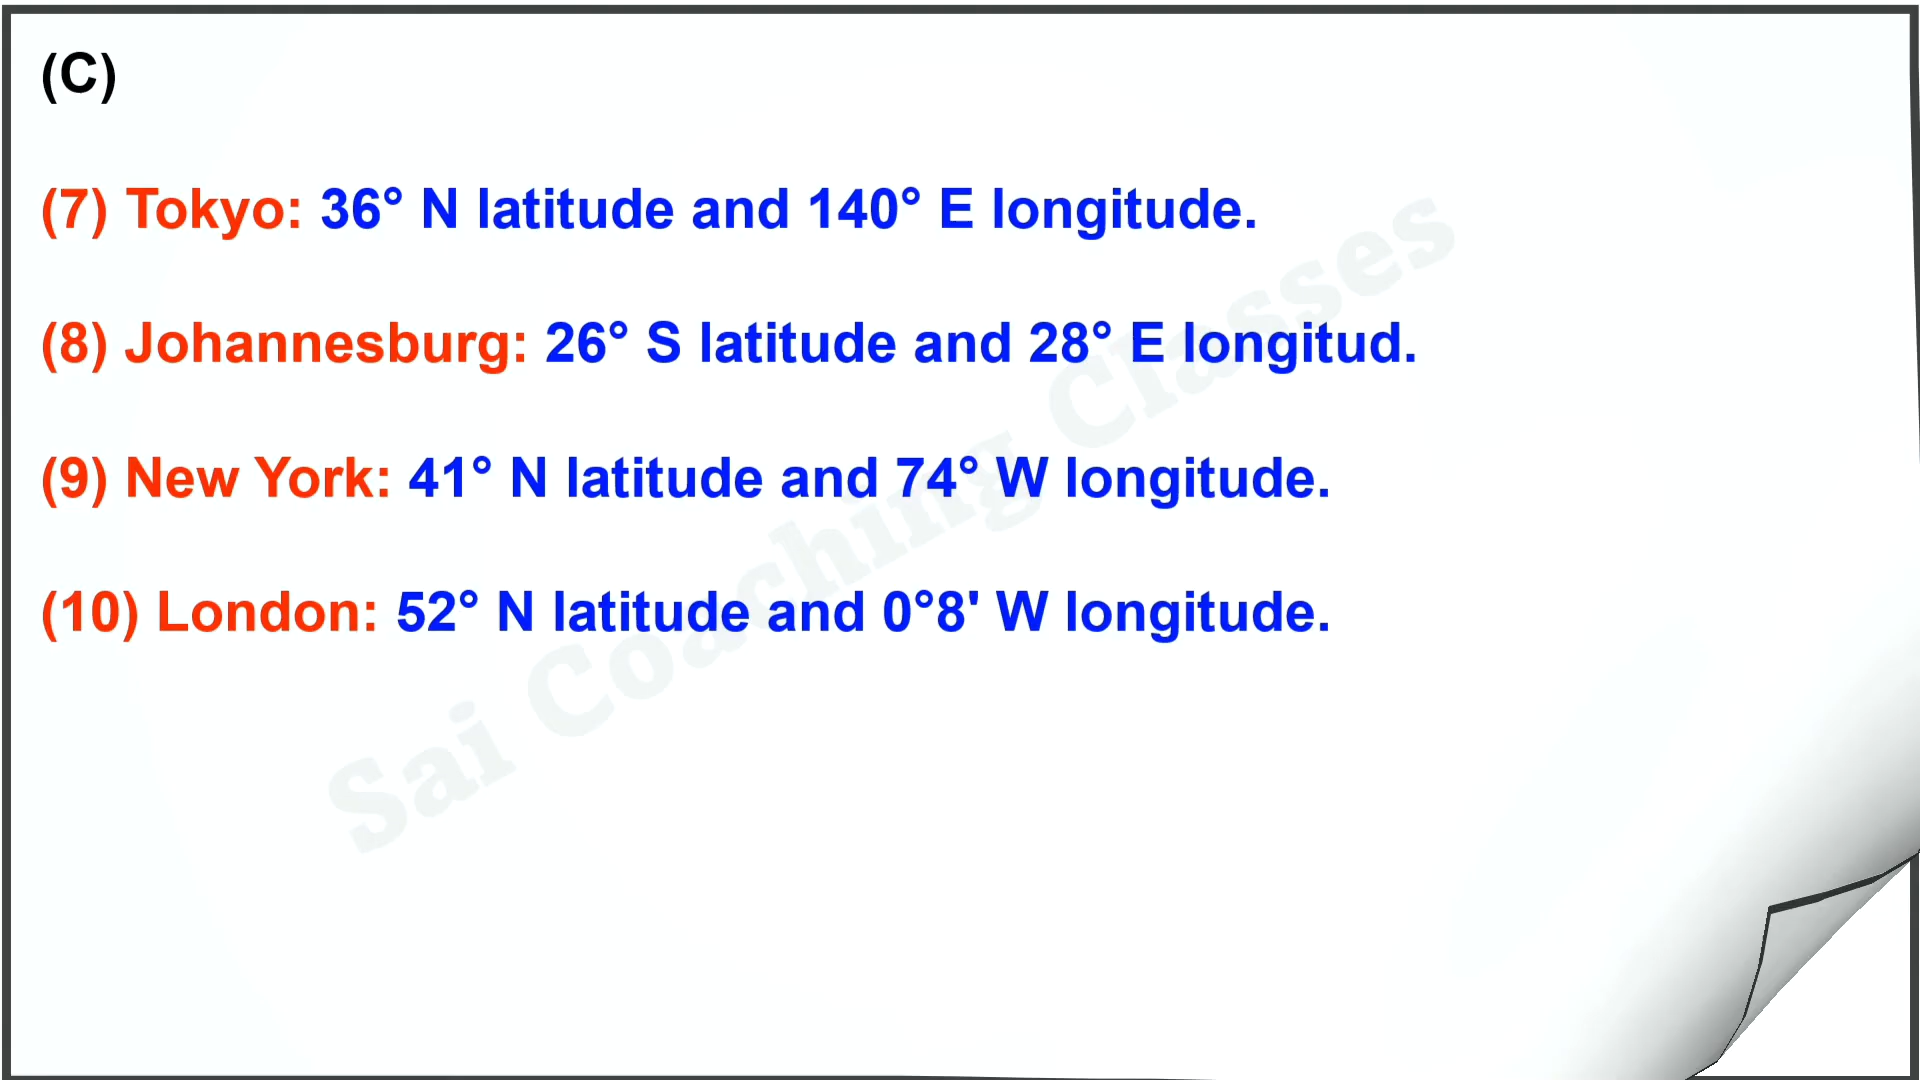 (C)
(7) Tokyo: 36° N latitude and 140° E longitude.
(8) Johannesburg: 26° S latitude and 28° E longitud.
(9) New York: 41° N latitude and 74° W longitude.
(10) London: 52° N latitude and 0°8' W longitude.
Sai Coaching Classes